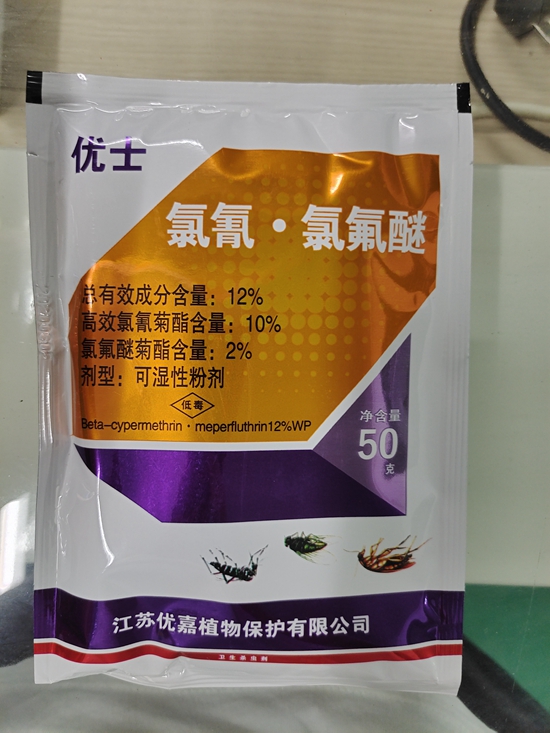 优士
氯氰·氯氟醚
总有效成分含量：12%
高效氯氰菊酯含量：10%
氯氟醚菊酯含量：2%
剂型：可湿性粉剂
低毒
Beta-cypermethrin·meperfluthrin12%WP
净含量
50
克
江苏优嘉植物保护有限公司
卫生杀虫剂